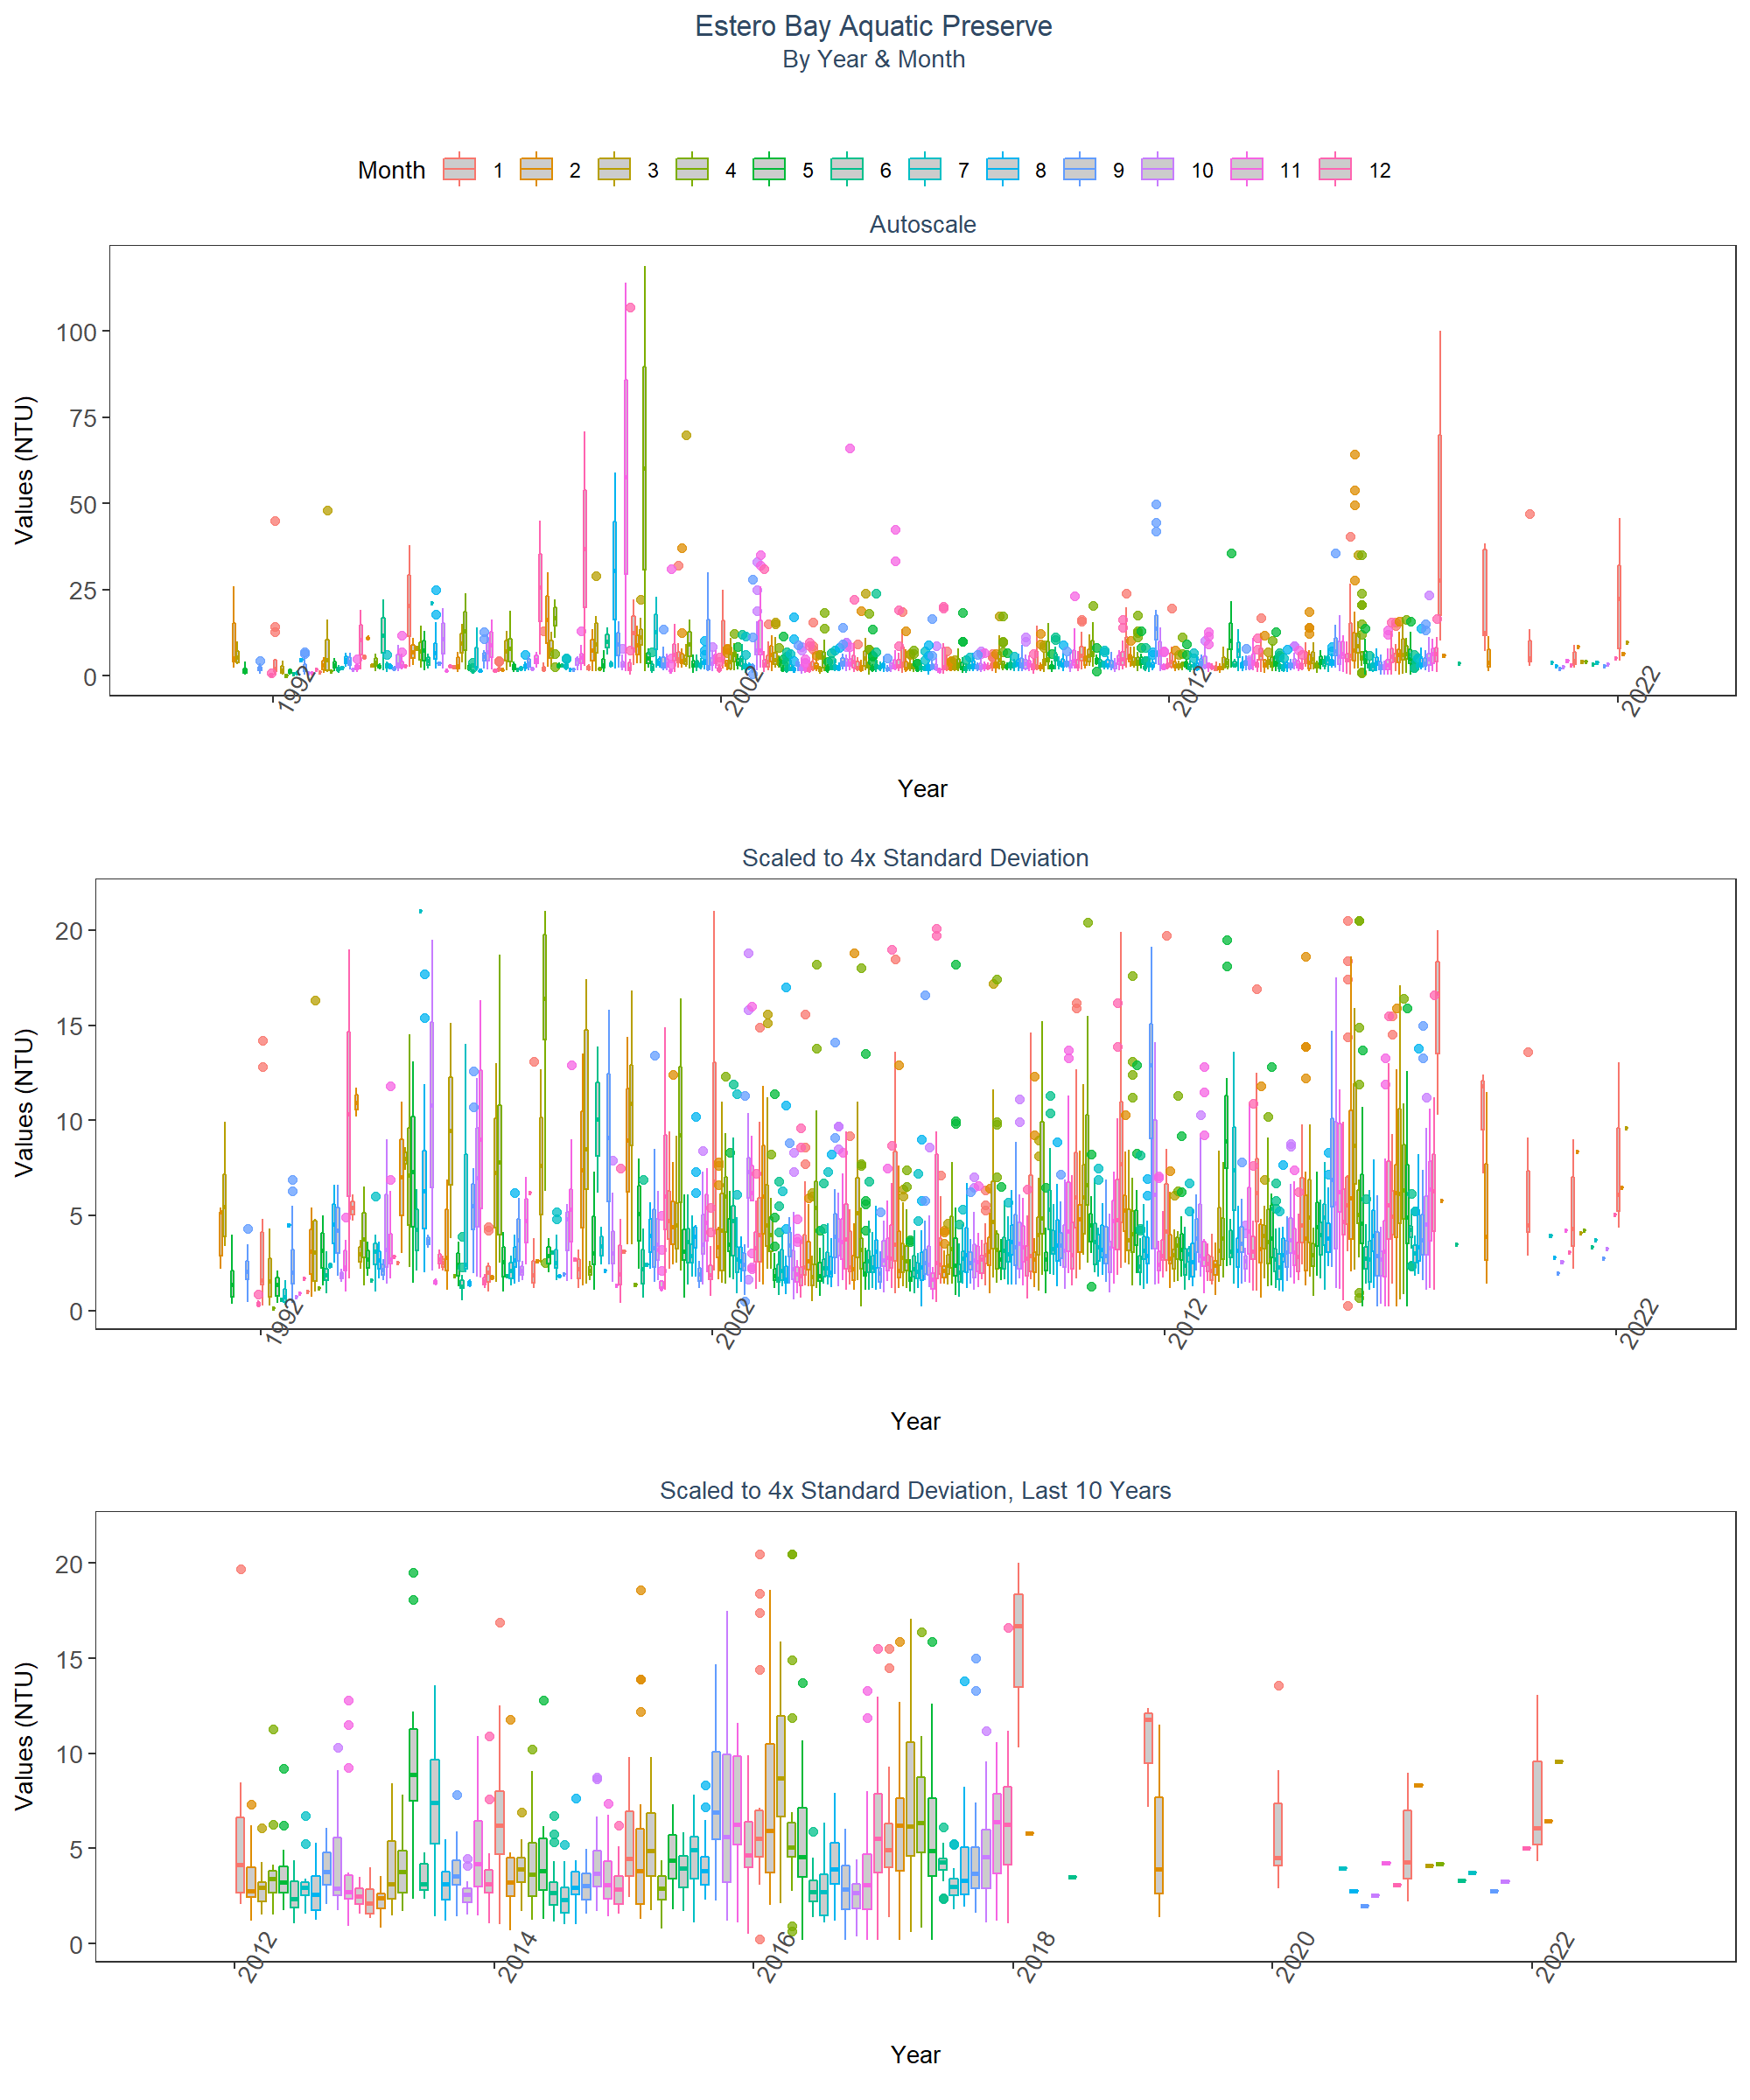 Estero Bay Aquatic Preserve
By Year & Month
Month 1 2 3 4 5 6 7 8 9 10 11 12
Autoscale
Values (NTU)
100
75
50
25
0
1992 2002 2012 2022
Year
Scaled to 4x Standard Deviation
Values (NTU)
20
15
10
5
0
1992 2002 2012 2022
Year
Scaled to 4x Standard Deviation, Last 10 Years
Values (NTU)
20
15
10
5
0
2012 2014 2016 2018 2020 2022
Year